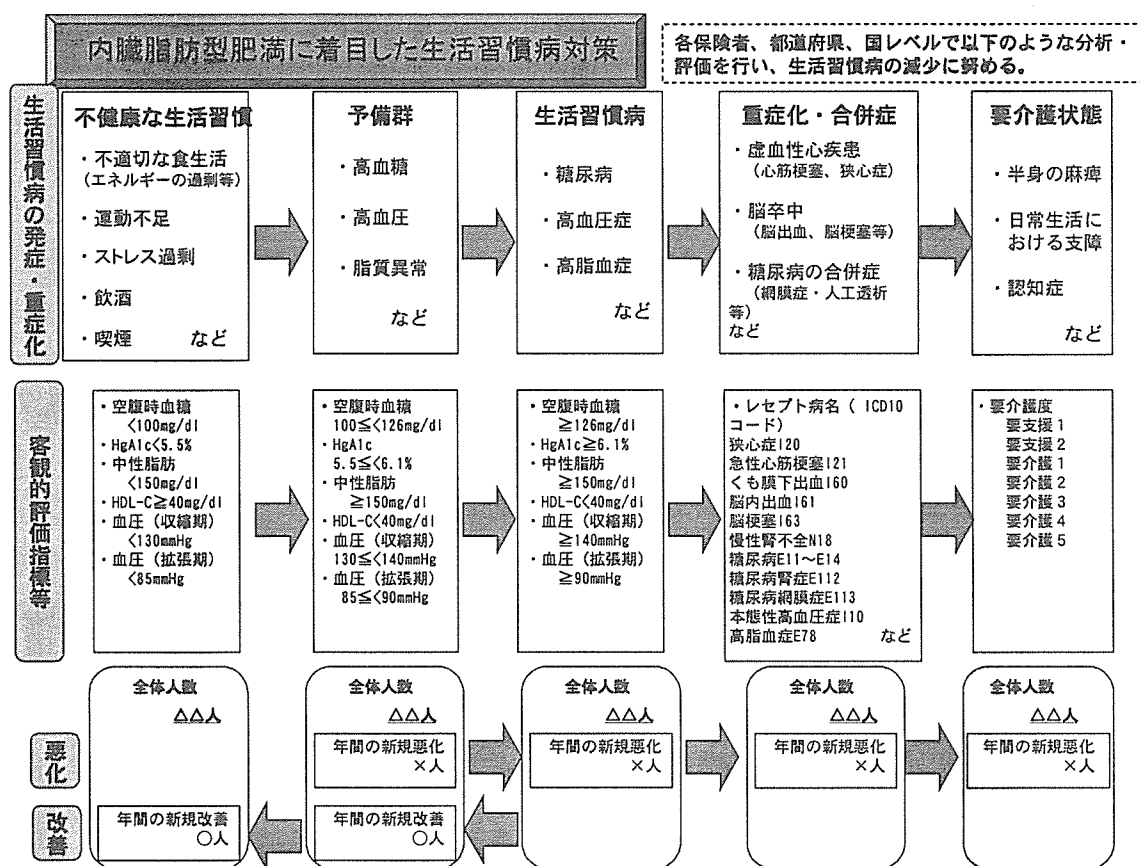 内臓脂肪型肥満に着目した生活習慣病対策
各保険者、都道府県、国レベルで以下のような分析・
評価を行い、生活習慣病の減少に努める。
生活習慣病の発症・重症化
不健康な生活習慣
・不適切な食生活
(エネルギーの過剰等)
・運動不足
・ストレス過剰
・飲酒
・喫煙 など
予備群
・高血糖
・高血圧
・脂質異常
など
生活習慣病
・糖尿病
・高血圧症
・高脂血症
など
重症化・合併症
・虚血性心疾患
(心筋梗塞、狭心症)
・脳卒中
(脳出血、脳梗塞等)
・糖尿病の合併症
(網膜症・人工透析
等)
など
要介護状態
・半身の麻痺
・日常生活に
おける支障
・認知症
など
客観的評価指標等
・空腹時血糖
<100mg/dl
・HgA1c<5.5%
・中性脂肪
<150mg/dl
・HDL-C≧40mg/dl
・血圧(収縮期)
<130mmHg
・血圧(拡張期)
<85mmHg
・空腹時血糖
100≦<126mg/dl
・HgA1c
5.5≦<6.1%
・中性脂肪
≧150mg/dl
・HDL-C<40mg/dl
・血圧(収縮期)
130≦<140mmHg
・血圧(拡張期)
85≦<90mmHg
・空腹時血糖
≧126mg/dl
・HgA1c≧6.1%
・中性脂肪
≧150mg/dl
・HDL-C<40mg/dl
・血圧(収縮期)
≧140mmHg
・血圧(拡張期)
≧90mmHg
・レセプト病名( ICD10
コード)
狭心症I20
急性心筋梗塞I21
くも膜下出血I60
脳内出血I61
脳梗塞I63
慢性腎不全N18
糖尿病E11~E14
糖尿病腎症E112
糖尿病網膜症E113
本態性高血圧症I10
高脂血症E78 など
・要介護度
要支援1
要支援2
要介護1
要介護2
要介護3
要介護4
要介護5
全体人数
△△人
全体人数
△△人
全体人数
△△人
全体人数
△△人
全体人数
△△人
悪化
年間の新規悪化
×人
年間の新規悪化
×人
年間の新規悪化
×人
年間の新規悪化
×人
改善
年間の新規改善
○人
年間の新規改善
○人